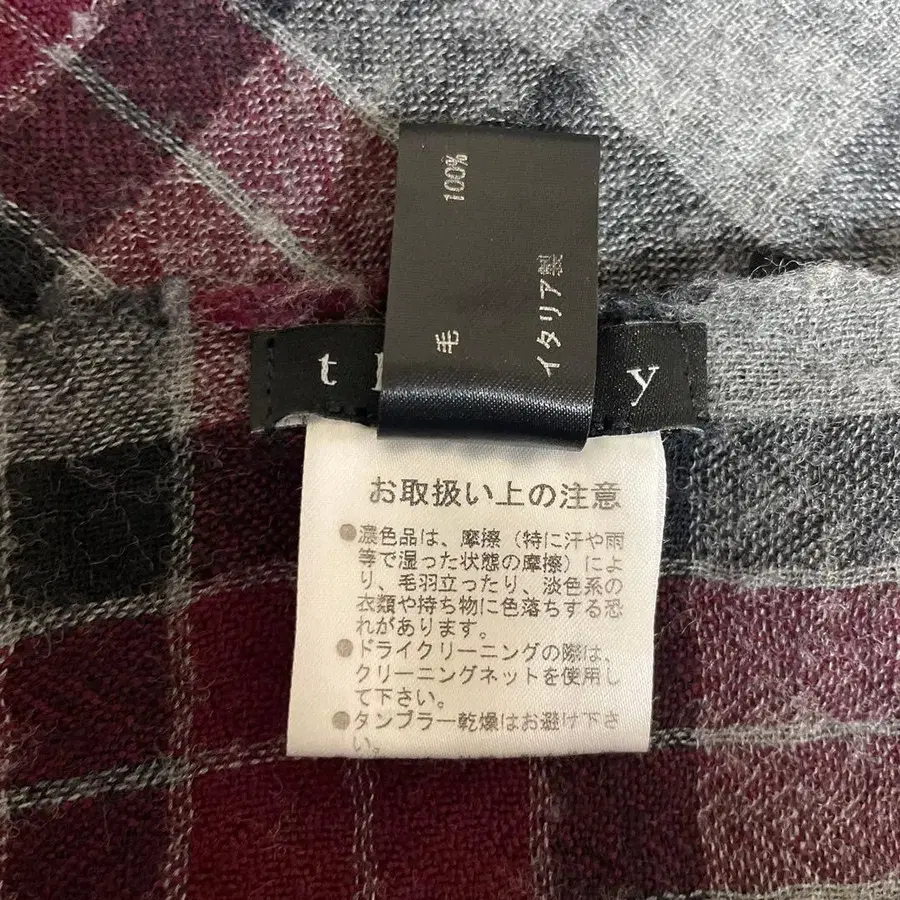 毛 100%
イタリア製
t y
お取扱い上の注意
●濃色品は、摩擦（特に汗や雨
等で湿った状態の摩擦）によ
り、毛羽立ったり、淡色系の
衣類や持ち物に色落ちする恐
れがあります。
●ドライクリーニングの際は、
クリーニングネットを使用し
て下さい。
●タンブラー乾燥はお避け下さ
い。